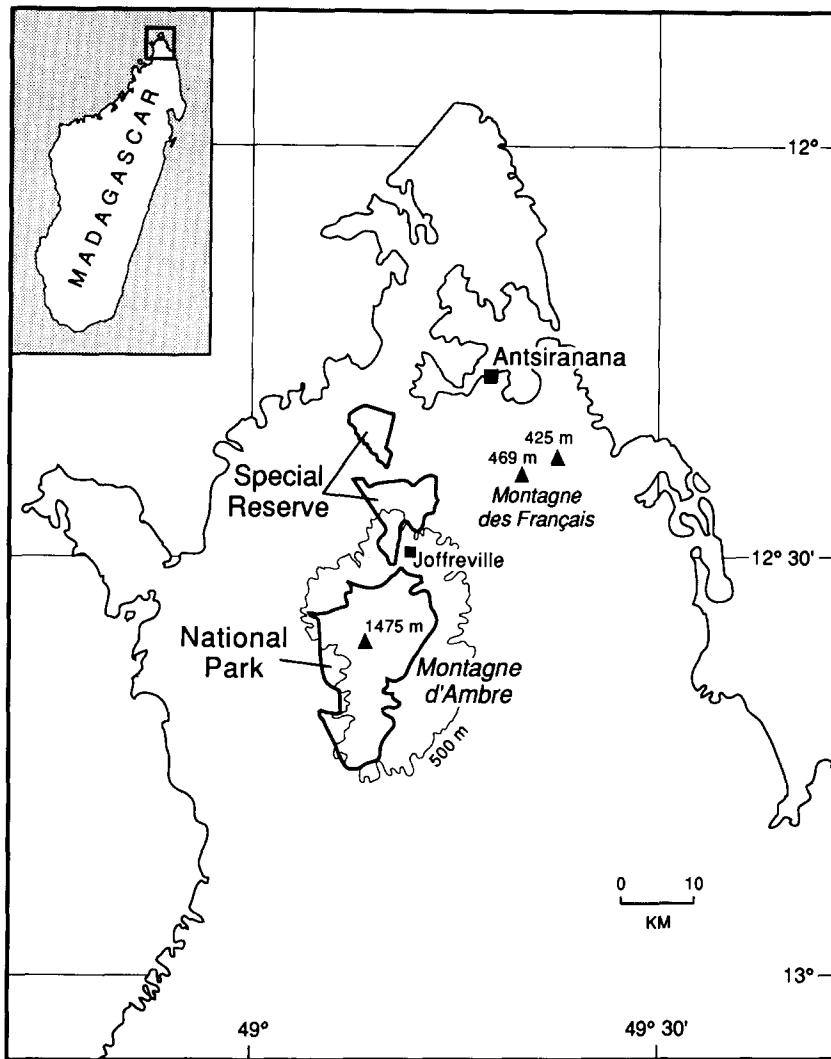 MADAGASCAR
12°
Antsiranana
425 m
469 m
Montagne
des Français
Special
Reserve
Joffreville
12° 30'
1475 m
National
Park
Montagne
d'Ambre
500 m
0 10
KM
13°
49°
49° 30'